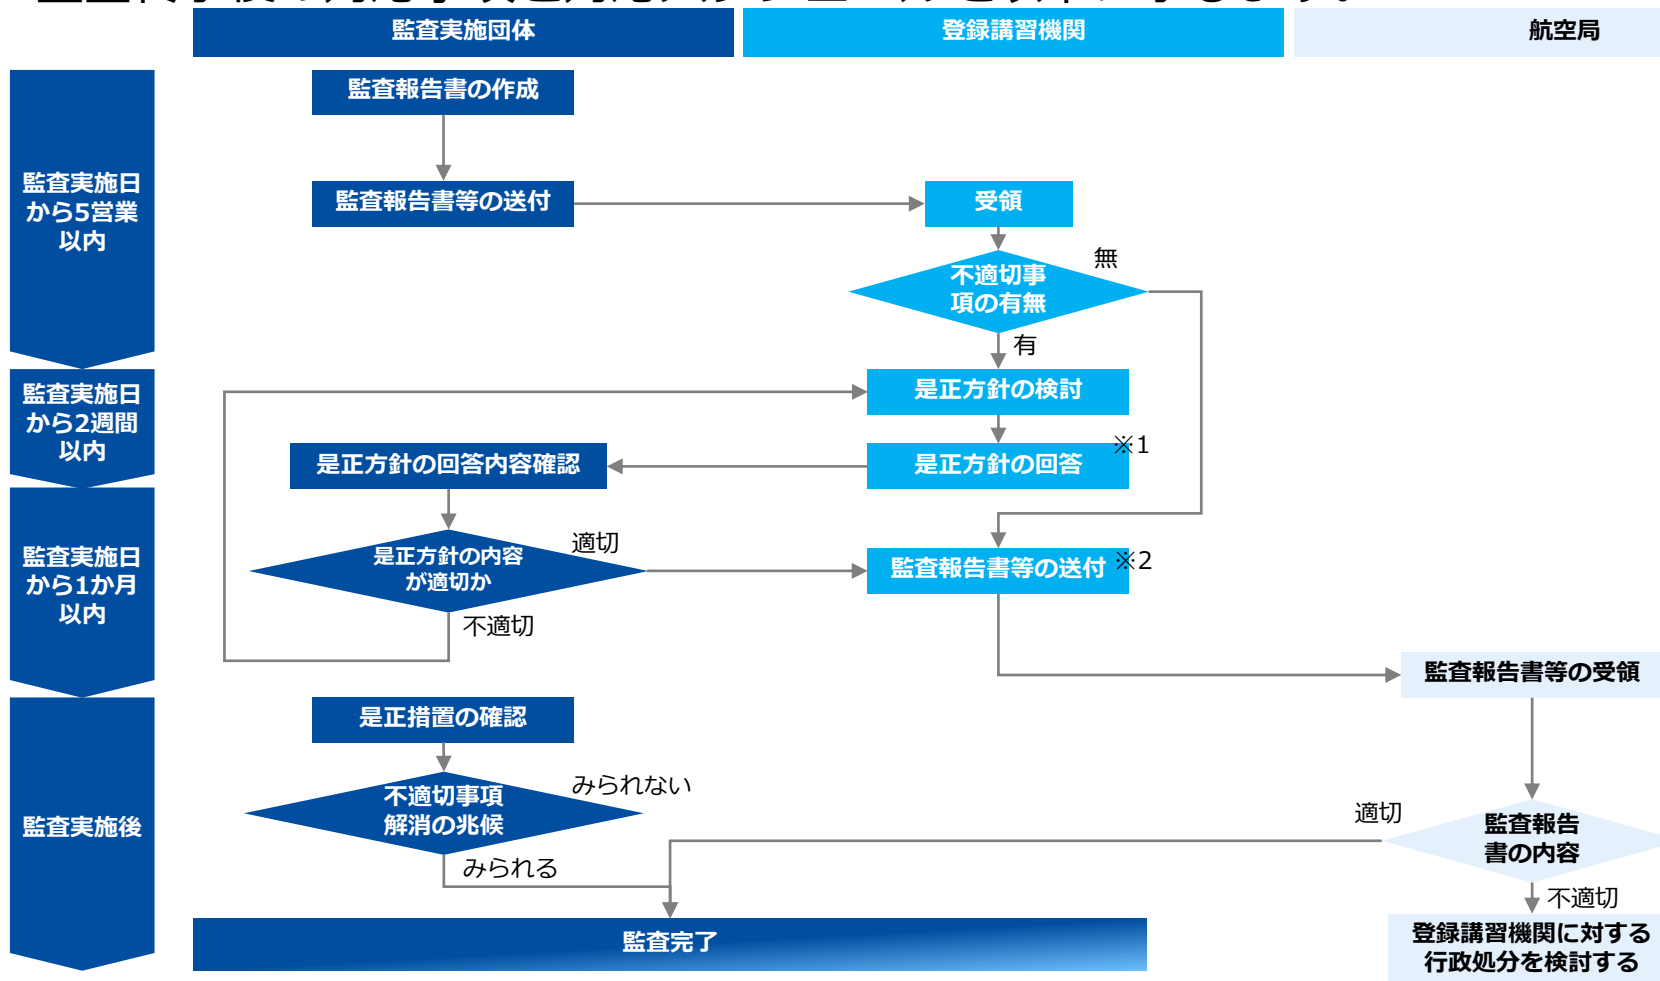 監査実施団体
登録講習機関
航空局
監査実施日
から5営業
以内
監査報告書の作成
監査報告書等の送付
受領
不適切事
項の有無
無
有
監査実施日
から2週間
以内
是正方針の検討
是正方針の回答内容確認
是正方針の回答
※1
監査実施日
から1か月
以内
是正方針の内容
が適切か
適切
不適切
監査報告書等の送付
※2
監査報告書等の受領
監査実施後
是正措置の確認
不適切事項
解消の兆候
みられない
みられる
適切
監査報告
書の内容
不適切
監査完了
登録講習機関に対する
行政処分を検討する